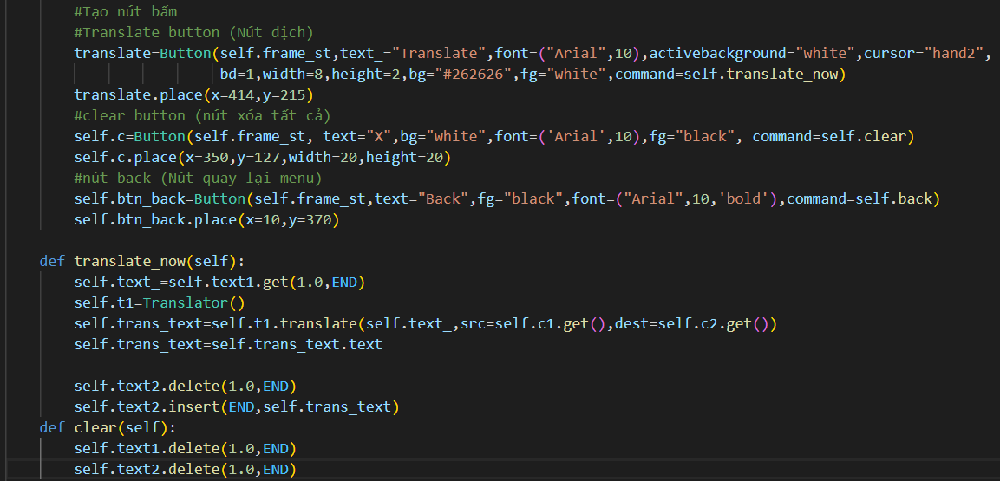 #Tạo nút bấm
#Translate button (Nút dịch)
translate=Button(self.frame_st,text_="Translate",font=("Arial",10),activebackground="white",cursor="hand2",
bd=1,width=8,height=2,bg="#262626",fg="white",command=self.translate_now)
translate.place(x=414,y=215)
#clear button (nút xóa tất cả)
self.c=Button(self.frame_st, text="X",bg="white",font=('Arial',10),fg="black", command=self.clear)
self.c.place(x=350,y=127,width=20,height=20)
#nút back (Nút quay lại menu)
self.btn_back=Button(self.frame_st,text="Back",fg="black",font=("Arial",10,'bold'),command=self.back)
self.btn_back.place(x=10,y=370)
def translate_now(self):
self.text_=self.text1.get(1.0,END)
self.t1=Translator()
self.trans_text=self.t1.translate(self.text_,src=self.c1.get(),dest=self.c2.get())
self.trans_text=self.trans_text.text
self.text2.delete(1.0,END)
self.text2.insert(END,self.trans_text)
def clear(self):
self.text1.delete(1.0,END)
self.text2.delete(1.0,END)